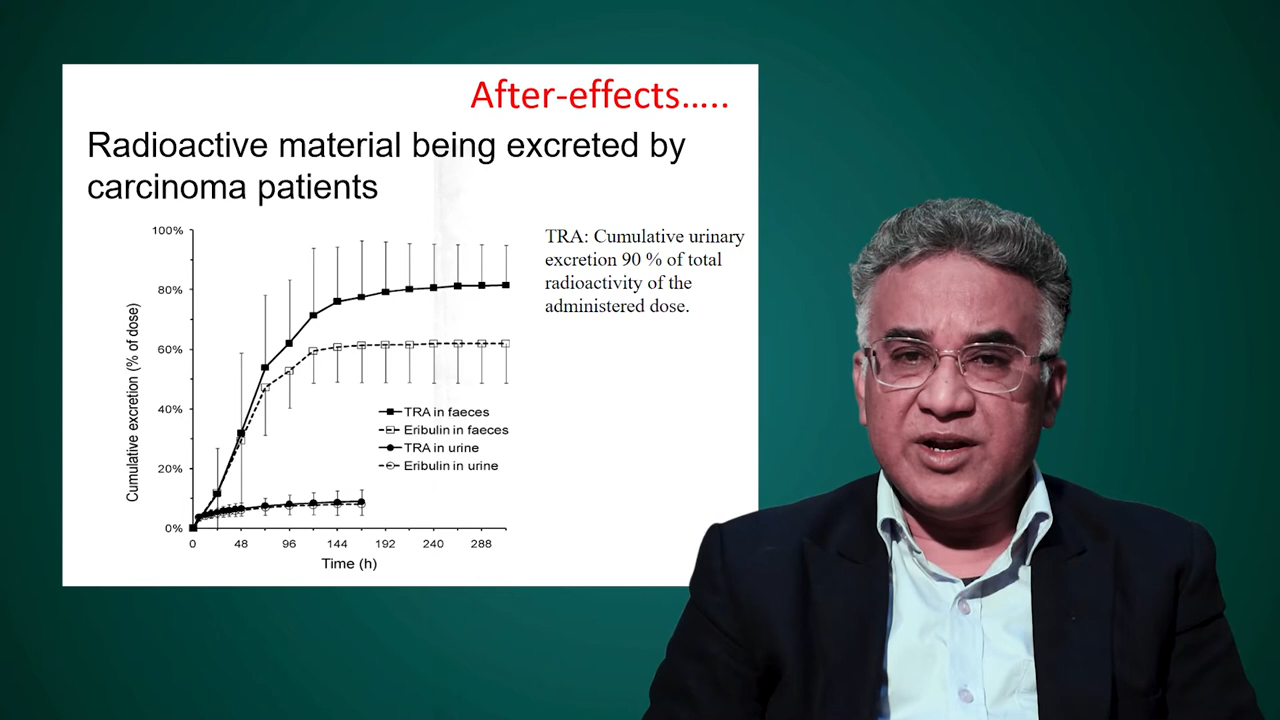 After-effects.....
Radioactive material being excreted by
carcinoma patients
TRA: Cumulative urinary
excretion 90 % of total
radioactivity of the
administered dose.
Cumulative excretion (% of dose)
100%
80%
60%
40%
20%
0%
TRA in faeces
Eribulin in faeces
TRA in urine
Eribulin in urine
0 48 96 144 192 240 288
Time (h)